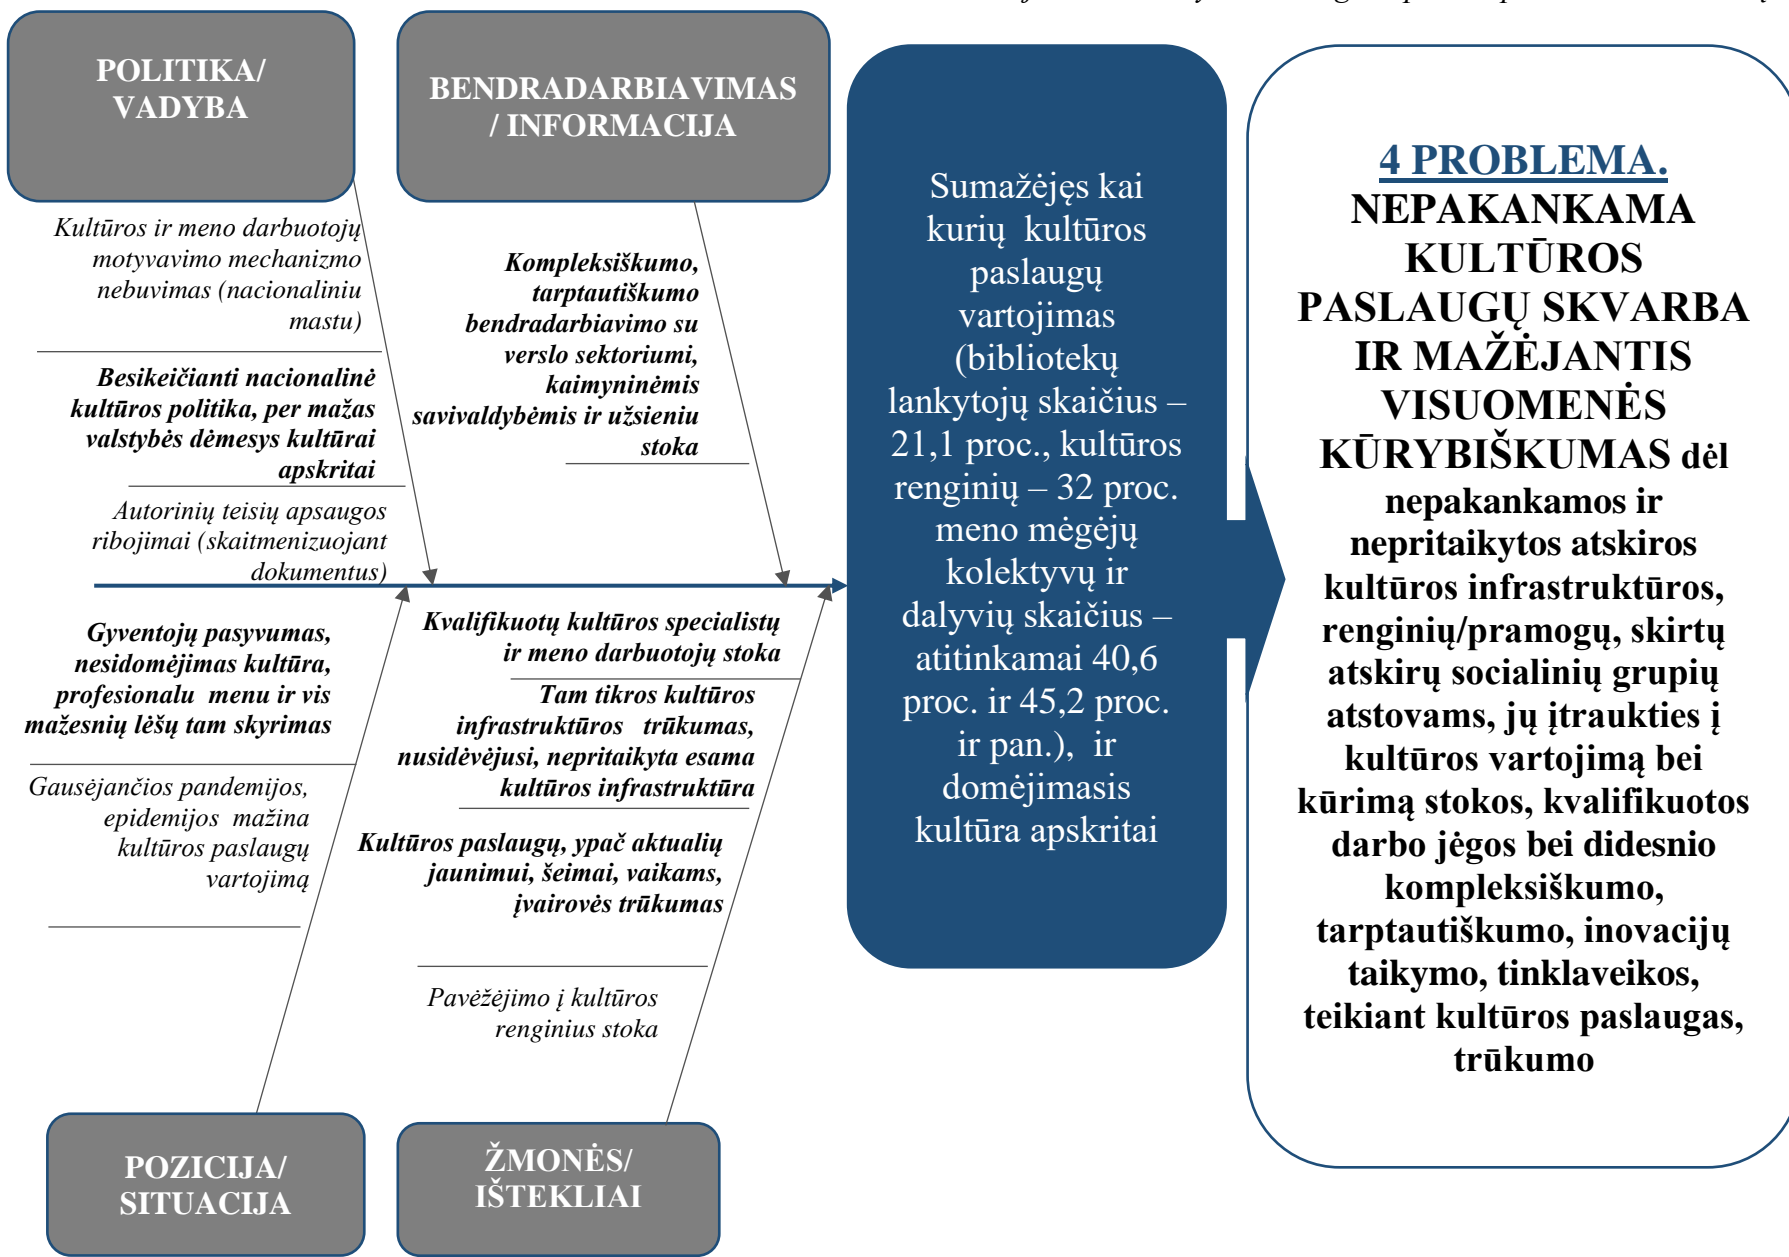 POLITIKA/
VADYBA
BENDRADARBIAVIMAS
/ INFORMACIJA
Kultūros ir meno darbuotojų
motyvavimo mechanizmo
nebuvimas (nacionaliniu
mastu)
Besikeičianti nacionalinė
kultūros politika, per mažas
valstybės dėmesys kultūrai
apskritai
Autorinių teisių apsaugos
ribojimai (skaitmenizuojant
dokumentus)
Kompleksiškumo,
tarptautiškumo
bendradarbiavimo su
verslo sektoriumi,
kaimyninėmis
savivaldybėmis ir užsieniu
stoka
Gyventojų pasyvumas,
nesidomėjimas kultūra,
profesionalu menu ir vis
mažesnių lėšų tam skyrimas
Gausėjančios pandemijos,
epidemijos mažina
kultūros paslaugų
vartojimą
Kvalifikuotų kultūros specialistų
ir meno darbuotojų stoka
Tam tikros kultūros
infrastruktūros trūkumas,
nusidėvėjusi, nepritaikyta esama
kultūros infrastruktūra
Kultūros paslaugų, ypač aktualių
jaunimui, šeimai, vaikams,
įvairovės trūkumas
Pavėžėjimo į kultūros
renginius stoka
POZICIJA/
SITUACIJA
ŽMONĖS/
IŠTEKLIAI
Sumažėjęs kai
kurių kultūros
paslaugų
vartojimas
(bibliotekų
lankytojų skaičius –
21,1 proc., kultūros
renginių – 32 proc.
meno mėgėjų
kolektyvų ir
dalyvių skaičius –
atitinkamai 40,6
proc. ir 45,2 proc.
ir pan.), ir
domėjimasis
kultūra apskritai
4 PROBLEMA.
NEPAKANKAMA
KULTŪROS
PASLAUGŲ SKVARBA
IR MAŽĖJANTIS
VISUOMENĖS
KŪRYBIŠKUMAS dėl
nepakankamos ir
nepritaikytos atskiros
kultūros infrastruktūros,
renginių/pramogų, skirtų
atskirų socialinių grupių
atstovams, jų įtraukties į
kultūros vartojimą bei
kūrimą stokos, kvalifikuotos
darbo jėgos bei didesnio
kompleksiškumo,
tarptautiškumo, inovacijų
taikymo, tinklaveikos,
teikiant kultūros paslaugas,
trūkumo